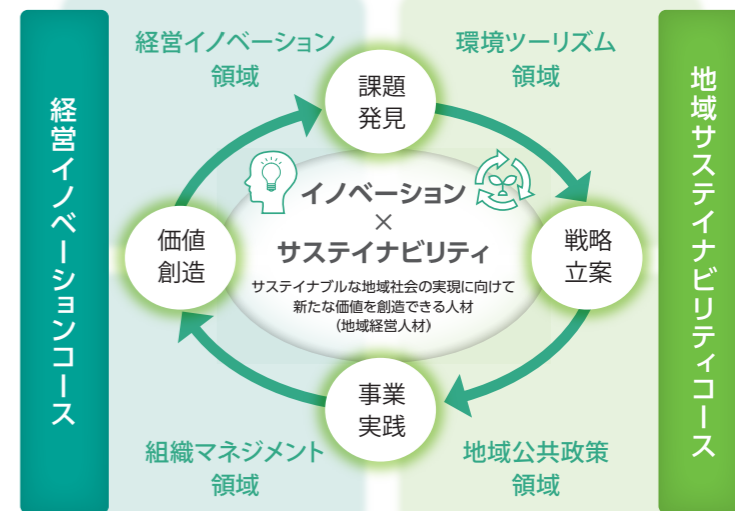 経営イノベーションコース
経営イノベーション
領域
環境ツーリズム
領域
地域サステイナビリティコース
課題
発見
イノベーション
×
サステイナビリティ
サステイナブルな地域社会の実現に向けて
新たな価値を創造できる人材
(地域経営人材)
価値
創造
戦略
立案
事業
実践
組織マネジメント
領域
地域公共政策
領域